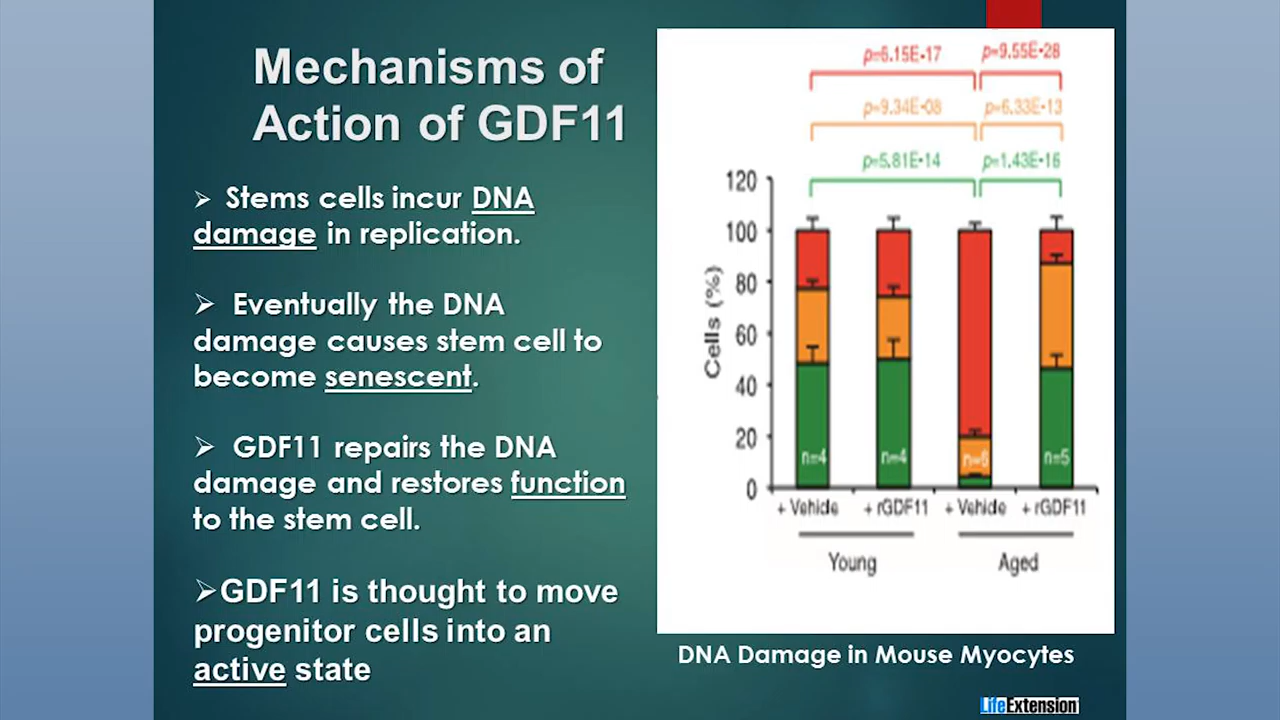 Mechanisms of
Action of GDF11
➢ Stems cells incur DNA
damage in replication.
➢ Eventually the DNA
damage causes stem cell to
become senescent.
➢ GDF11 repairs the DNA
damage and restores function
to the stem cell.
➢GDF11 is thought to move
progenitor cells into an
active state
p=6.15E-17 p=9.55E-28
p=9.34E-08 p=6.33E-13
p=5.81E-14 p=1.43E-16
120
100
80
60
40
20
0
Cells (%)
n=4 n=4 n=6 n=5
+ Vehicle + rGDF11 + Vehicle + rGDF11
Young Aged
DNA Damage in Mouse Myocytes
LifeExtension